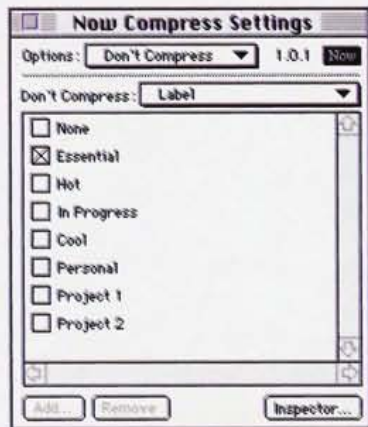 Now Compress Settings
Options: Don't Compress 1.0.1 Now
Don't Compress: Label
None
Essential
Hot
In Progress
Cool
Personal
Project 1
Project 2
Add... Remove Inspector...